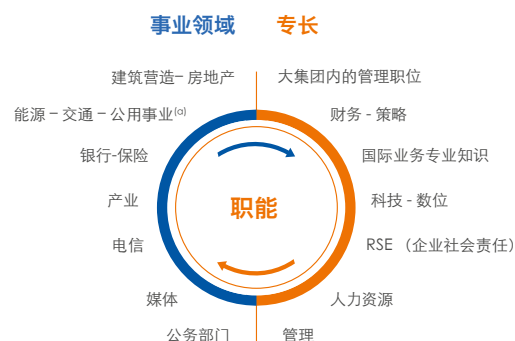 事业领域 专长
建筑营造– 房地产
大集团内的管理职位
能源 – 交通 – 公用事业(a)
财务 - 策略
银行-保险
国际业务专业知识
产业
职能
科技 - 数位
电信
RSE （企业社会责任）
媒体
人力资源
公务部门
管理